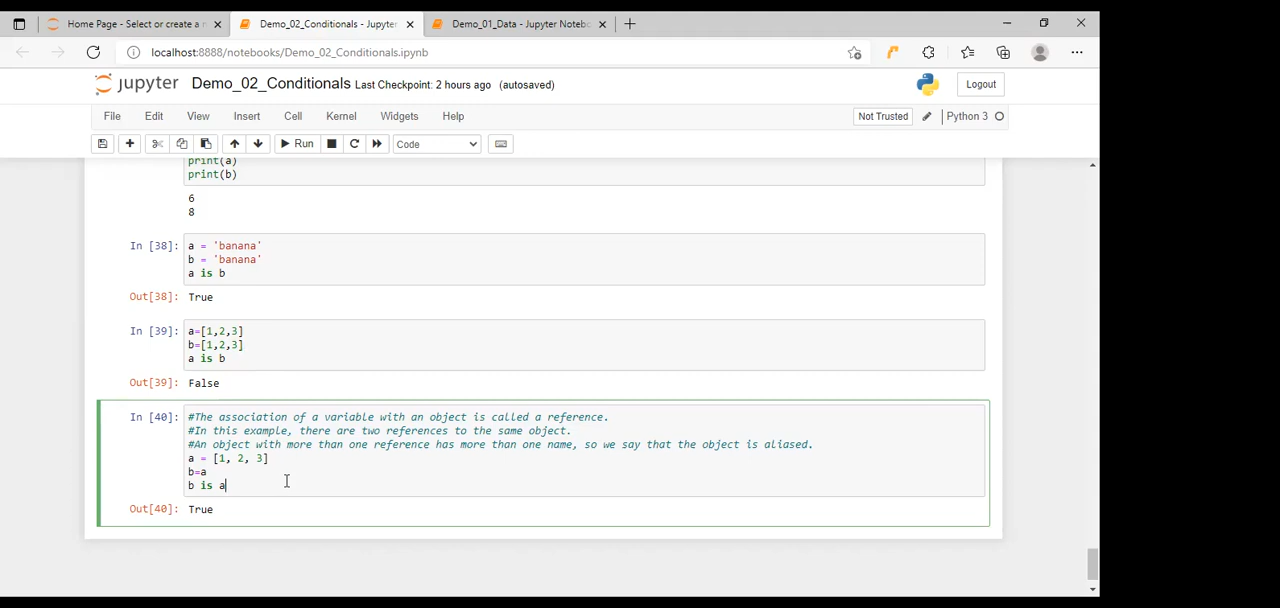 Home Page - Select or create a n
Demo_02_Conditionals - Jupyter
Demo_01_Data - Jupyter Notebo
localhost:8888/notebooks/Demo_02_Conditionals.ipynb
jupyter Demo_02_Conditionals Last Checkpoint: 2 hours ago (autosaved)
Logout
File Edit View Insert Cell Kernel Widgets Help
Not Trusted
Python 3
Run
Code
print(a)
print(b)
6
8
In [38]:
a = 'banana'
b = 'banana'
a is b
Out[38]: True
In [39]:
a=[1,2,3]
b=[1,2,3]
a is b
Out[39]: False
In [40]:
#The association of a variable with an object is called a reference.
#In this example, there are two references to the same object.
#An object with more than one reference has more than one name, so we say that the object is aliased.
a = [1, 2, 3]
b=a
b is a
Out[40]: True